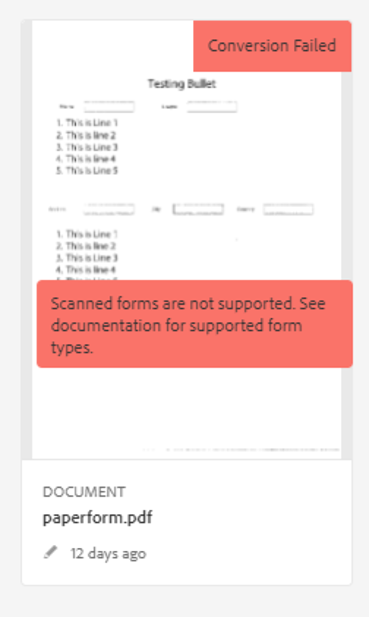 Conversion Failed
Testing Bullet
1. This is Line 1
2. This is line 2
3. This is Line 3
4. This is line 4
5. This is Line 5
1. This is Line 1
2. This is line 2
3. This is Line 3
4. This is line 4
Scanned forms are not supported. See
documentation for supported form
types.
DOCUMENT
paperform.pdf
12 days ago